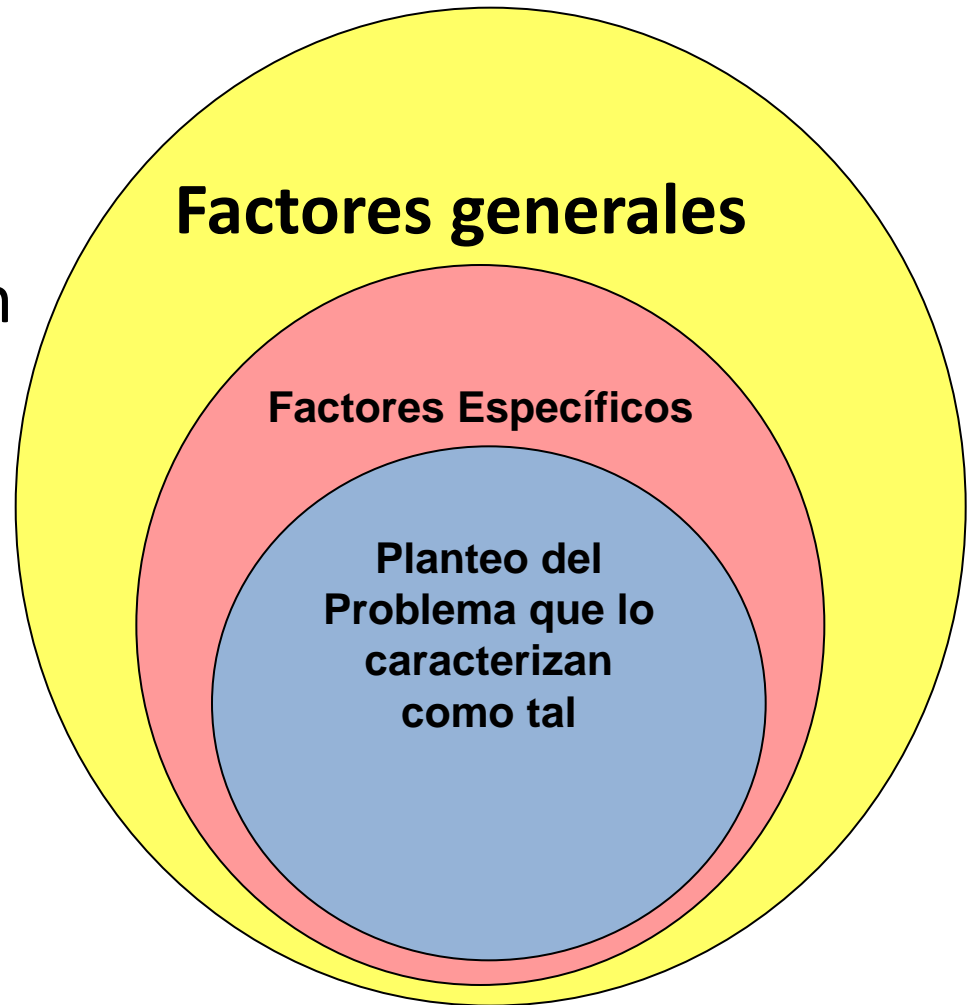 Factores generales
n
Factores Específicos
Planteo del
Problema que lo
caracterizan
como tal